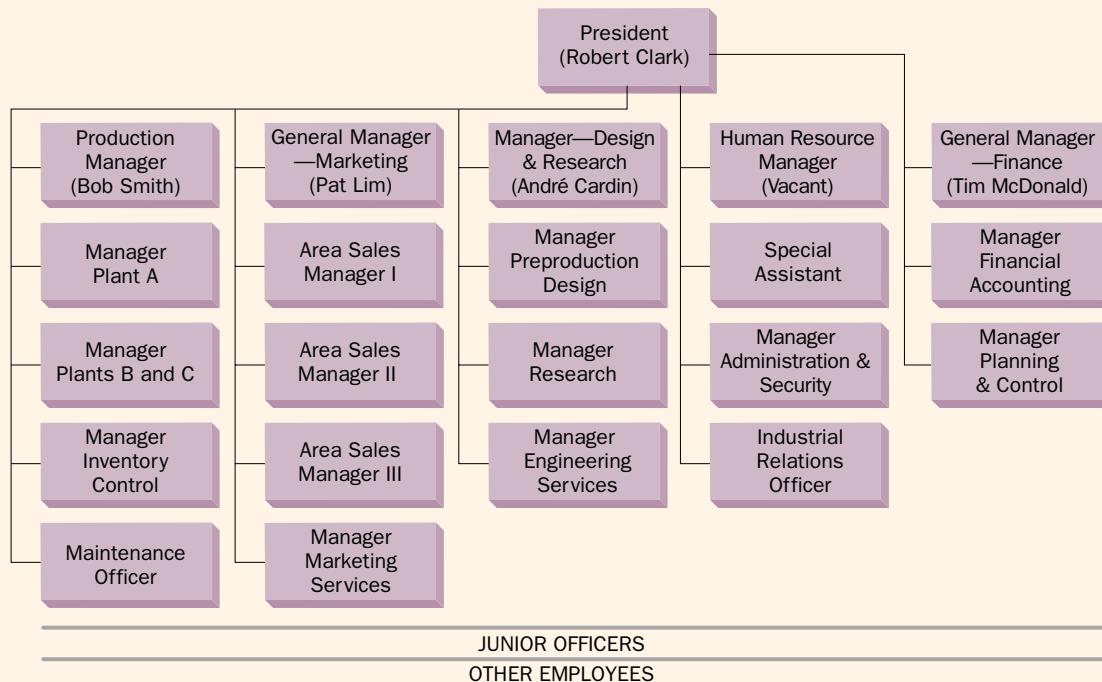 President
(Robert Clark)
Production
Manager
(Bob Smith)
General Manager
—Marketing
(Pat Lim)
Manager—Design
& Research
(André Cardin)
Human Resource
Manager
(Vacant)
General Manager
—Finance
(Tim McDonald)
Manager
Plant A
Area Sales
Manager I
Manager
Preproduction
Design
Special
Assistant
Manager
Financial
Accounting
Manager
Plants B and C
Area Sales
Manager II
Manager
Research
Manager
Administration &
Security
Manager
Planning
& Control
Manager
Inventory
Control
Area Sales
Manager III
Manager
Engineering
Services
Industrial
Relations
Officer
Maintenance
Officer
Manager
Marketing
Services
JUNIOR OFFICERS
OTHER EMPLOYEES